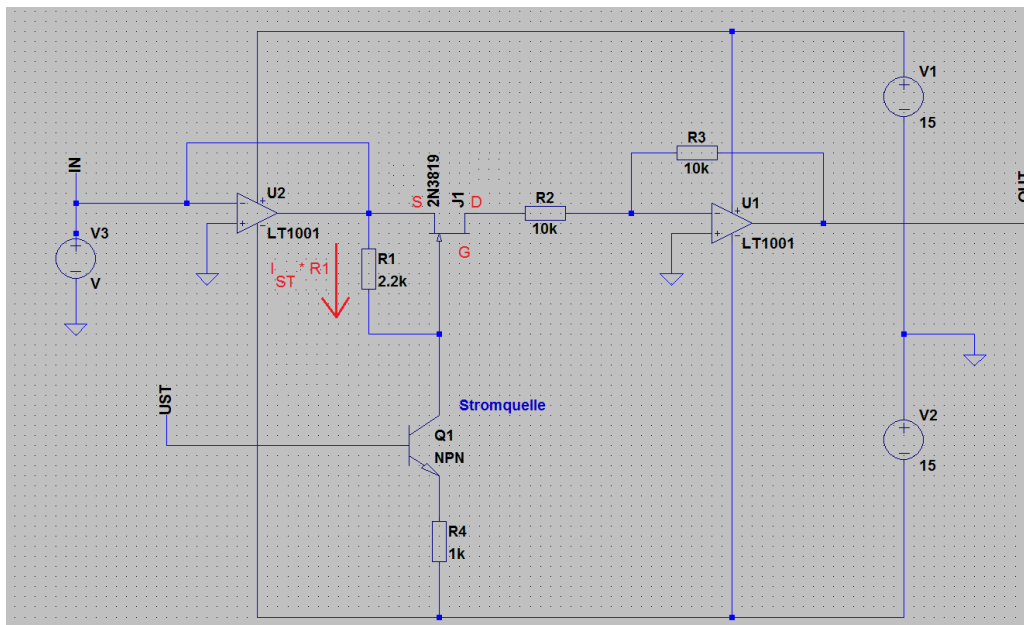 V1
15
R3
10k
IN
2N3819
J1
OUT
U2
S
D
R2
10k
U1
LT1001
LT1001
V3
V
G
R1
2.2k
I ST * R1
UST
Stromquelle
Q1
NPN
V2
15
R4
1k